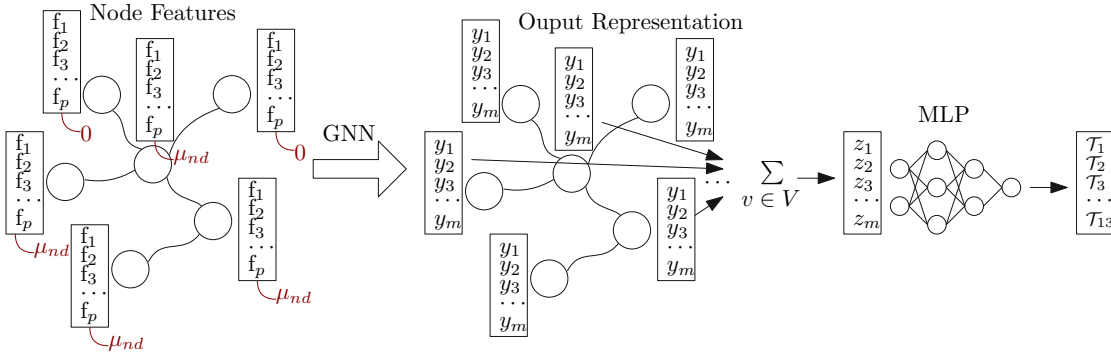 Node Features
f1
f2
f3
...
fp
0
f1
f2
f3
...
fp
μnd
f1
f2
f3
...
fp
0
f1
f2
f3
...
fp
μnd
f1
f2
f3
...
fp
μnd
f1
f2
f3
...
fp
μnd
GNN
Ouput Representation
y1
y2
y3
...
ym
y1
y2
y3
...
ym
y1
y2
y3
...
ym
y1
y2
y3
...
ym
y1
y2
y3
...
ym
y1
y2
y3
...
ym
...
∑
v ∈ V
z1
z2
z3
...
zm
MLP
T1
T2
T3
...
T13